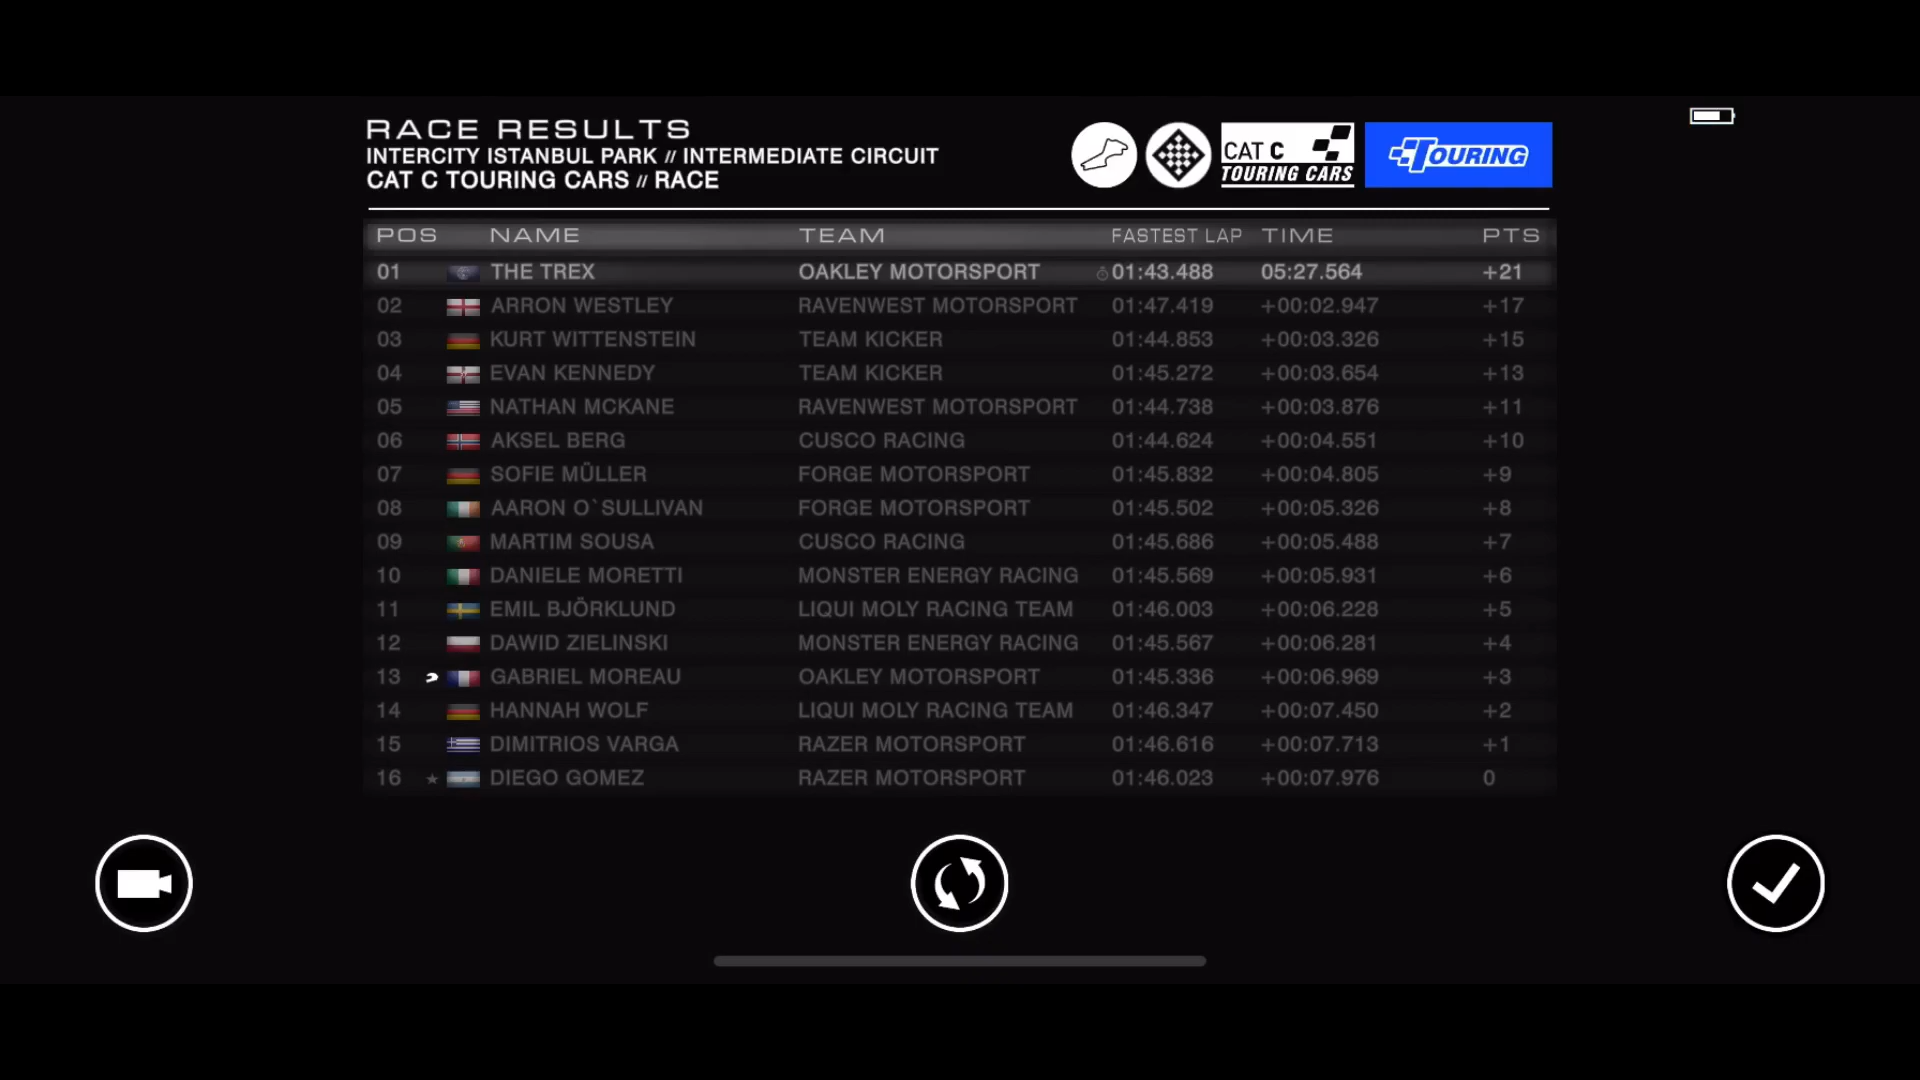 RACE RESULTS
INTERCITY ISTANBUL PARK // INTERMEDIATE CIRCUIT
CAT C TOURING CARS // RACE
CAT C
TOURING CARS
TOURING
POS NAME TEAM FASTEST LAP TIME PTS
01 THE TREX OAKLEY MOTORSPORT 01:43.488 05:27.564 +21
02 ARRON WESTLEY RAVENWEST MOTORSPORT 01:47.419 +00:02.947 +17
03 KURT WITTENSTEIN TEAM KICKER 01:44.853 +00:03.326 +15
04 EVAN KENNEDY TEAM KICKER 01:45.272 +00:03.654 +13
05 NATHAN MCKANE RAVENWEST MOTORSPORT 01:44.738 +00:03.876 +11
06 AKSEL BERG CUSCO RACING 01:44.624 +00:04.551 +10
07 SOFIE MÜLLER FORGE MOTORSPORT 01:45.832 +00:04.805 +9
08 AARON O`SULLIVAN FORGE MOTORSPORT 01:45.502 +00:05.326 +8
09 MARTIM SOUSA CUSCO RACING 01:45.686 +00:05.488 +7
10 DANIELE MORETTI MONSTER ENERGY RACING 01:45.569 +00:05.931 +6
11 EMIL BJÖRKLUND LIQUI MOLY RACING TEAM 01:46.003 +00:06.228 +5
12 DAWID ZIELINSKI MONSTER ENERGY RACING 01:45.567 +00:06.281 +4
13 GABRIEL MOREAU OAKLEY MOTORSPORT 01:45.336 +00:06.969 +3
14 HANNAH WOLF LIQUI MOLY RACING TEAM 01:46.347 +00:07.450 +2
15 DIMITRIOS VARGA RAZER MOTORSPORT 01:46.616 +00:07.713 +1
16 DIEGO GOMEZ RAZER MOTORSPORT 01:46.023 +00:07.976 0